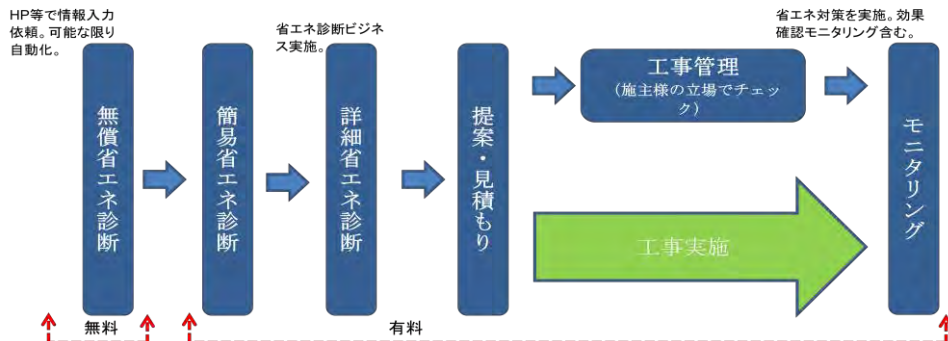 HP等で情報入力
依頼。可能な限り
自動化。
省エネ診断ビジネ
ス実施。
省エネ対策を実施。効果
確認モニタリング含む。
無償省エネ診断
簡易省エネ診断
詳細省エネ診断
提案・見積もり
工事管理
（施主様の立場でチェッ
ク）
工事実施
モニタリング
無料
有料